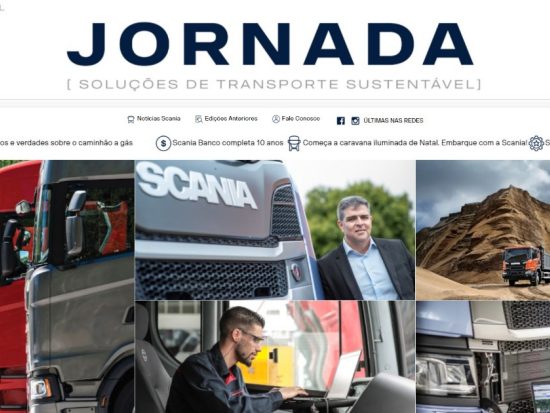 JORNADA
[ SOLUÇÕES DE TRANSPORTE SUSTENTÁVEL]
Notícias Scania Edições Anteriores Fale Conosco ÚLTIMAS NAS REDES
e verdades sobre o caminhão a gás $ Scania Banco completa 10 anos Começa a caravana iluminada de Natal. Embarque com a Scania!
SCANIA